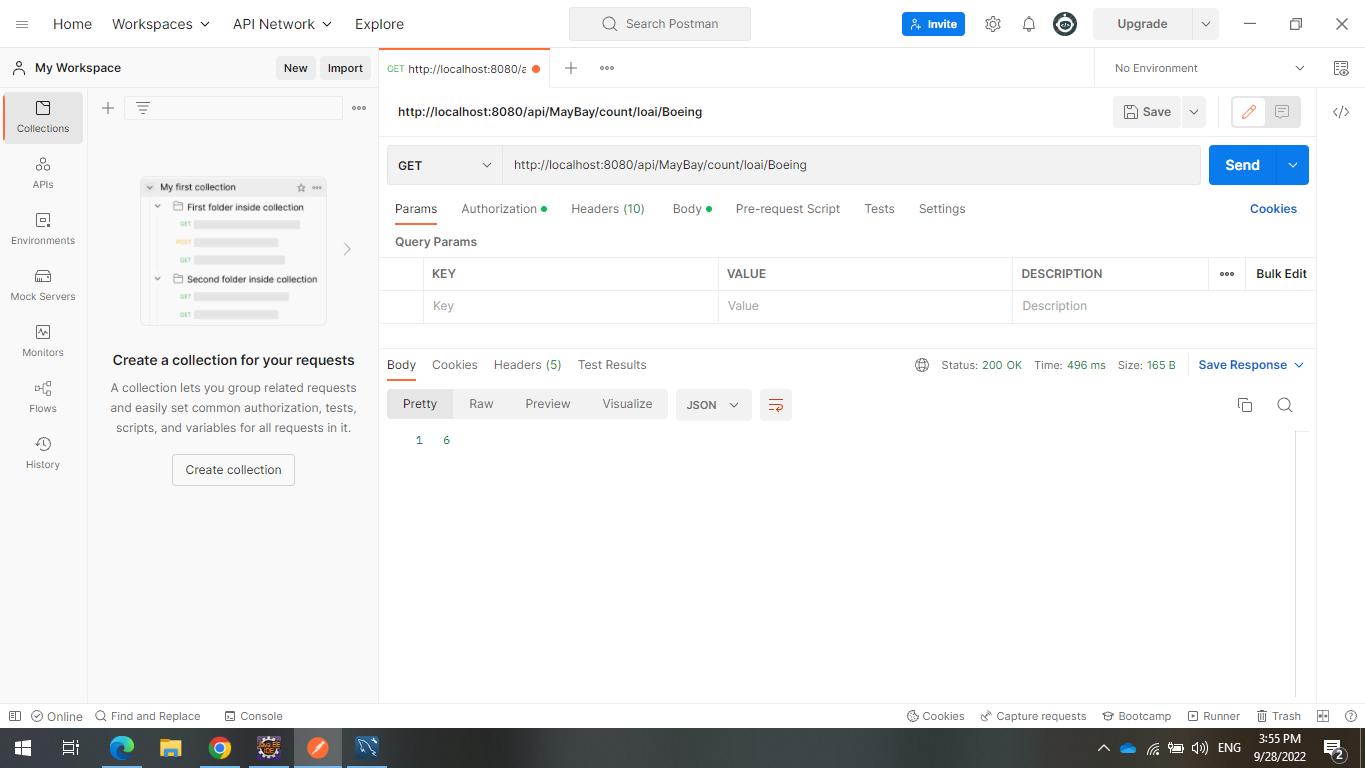 Home Workspaces API Network Explore Search Postman Invite Upgrade
My Workspace New Import GET http://localhost:8080/a No Environment
http://localhost:8080/api/MayBay/count/loai/Boeing Save
Collections
APIs
Environments
Mock Servers
Monitors
Flows
History
My first collection
First folder inside collection
GET
POST
GET
Second folder inside collection
GET
GET
Create a collection for your requests
A collection lets you group related requests
and easily set common authorization, tests,
scripts, and variables for all requests in it.
Create collection
GET http://localhost:8080/api/MayBay/count/loai/Boeing Send
Params Authorization Headers (10) Body Pre-request Script Tests Settings Cookies
Query Params
KEY VALUE DESCRIPTION Bulk Edit
Key Value Description
Body Cookies Headers (5) Test Results Status: 200 OK Time: 496 ms Size: 165 B Save Response
Pretty Raw Preview Visualize JSON
1 6
Online Find and Replace Console Cookies Capture requests Bootcamp Runner Trash
ENG 3:55 PM
9/28/2022 2